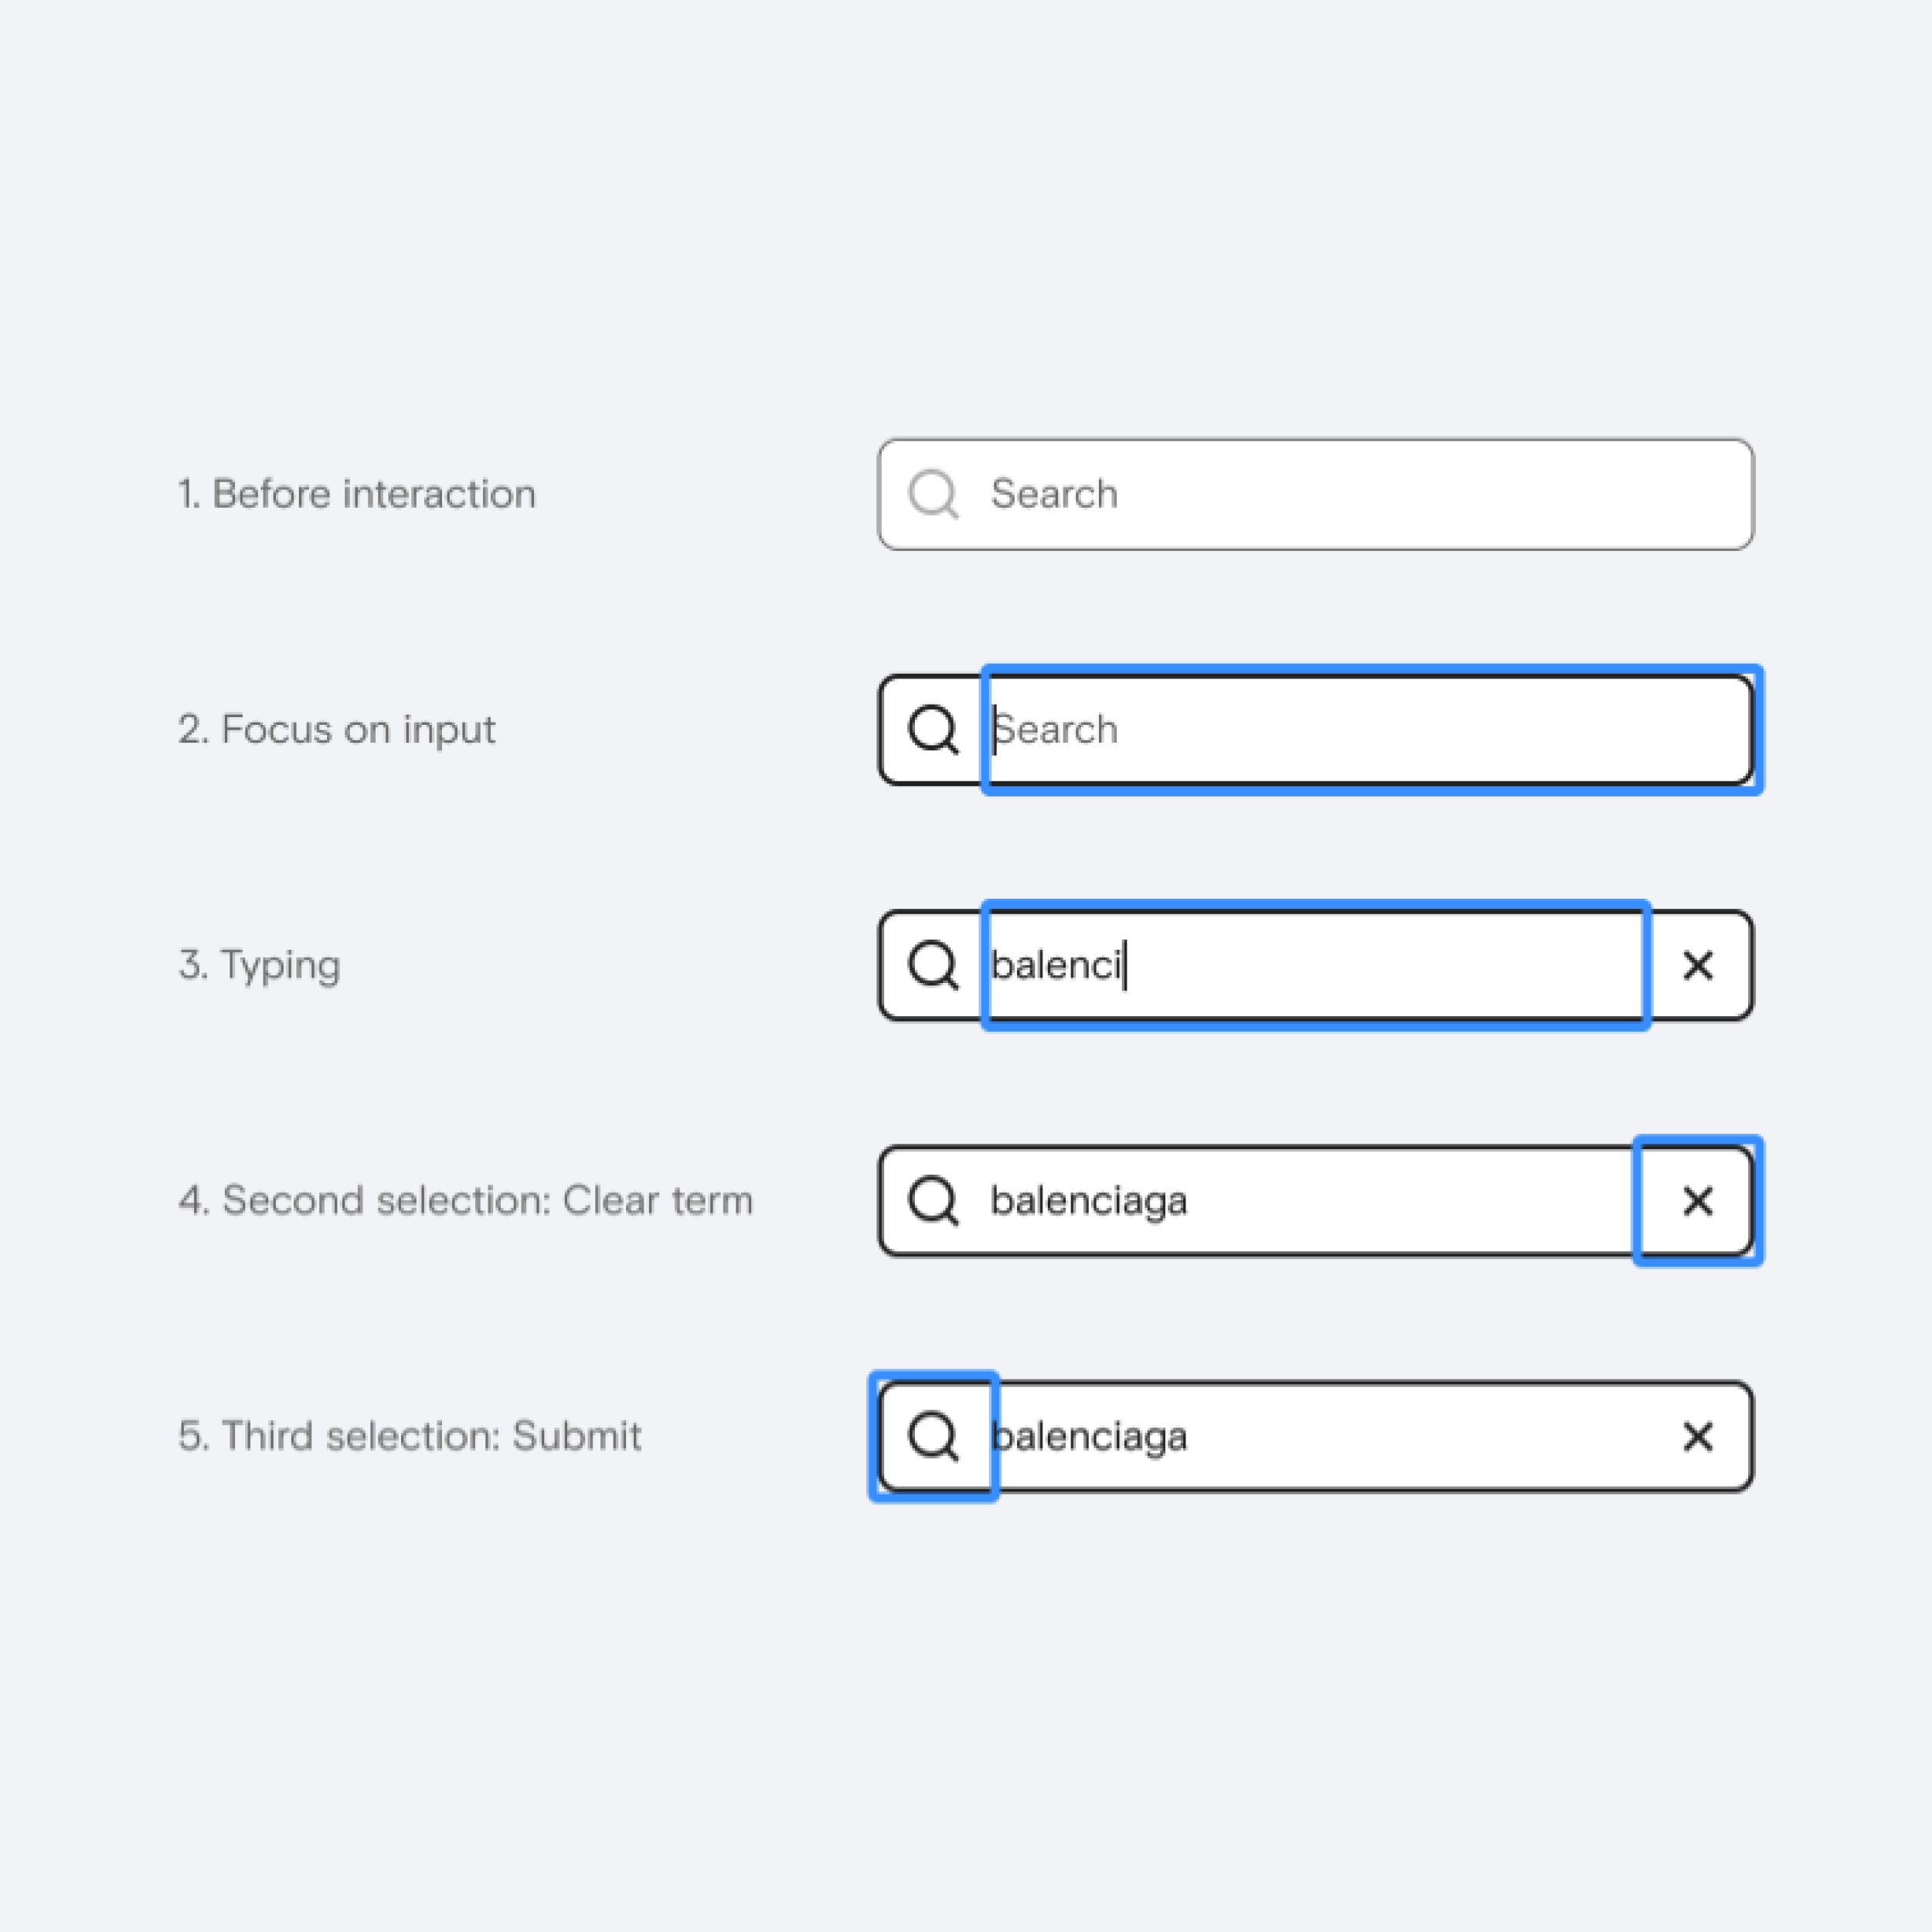 1. Before interaction
Search
2. Focus on input
Search
3. Typing
balenci
4. Second selection: Clear term
balenciaga
5. Third selection: Submit
balenciaga